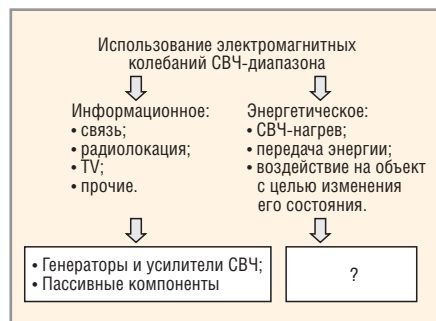 Использование электромагнитных
колебаний СВЧ-диапазона
Информационное:
• связь;
• радиолокация;
• TV;
• прочие.
Энергетическое:
• СВЧ-нагрев;
• передача энергии;
• воздействие на объект
с целью изменения
его состояния.
• Генераторы и усилители СВЧ;
• Пассивные компоненты
?